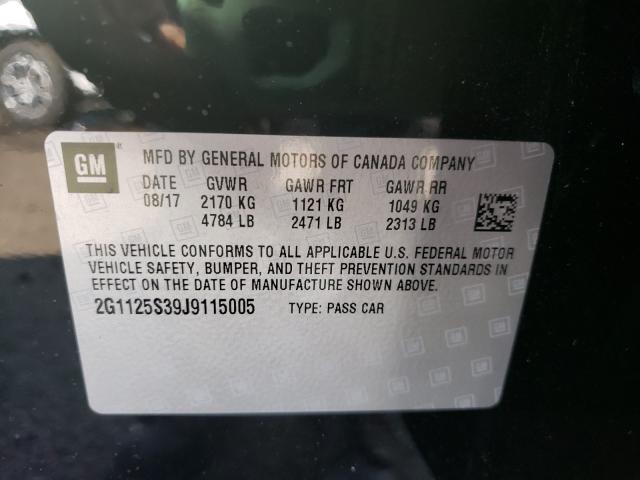 GM
MFD BY GENERAL MOTORS OF CANADA COMPANY
DATE GVWR GAWR FRT GAWR RR
08/17 2170 KG 1121 KG 1049 KG
4784 LB 2471 LB 2313 LB
THIS VEHICLE CONFORMS TO ALL APPLICABLE U.S. FEDERAL MOTOR
VEHICLE SAFETY, BUMPER, AND THEFT PREVENTION STANDARDS IN
EFFECT ON THE DATE OF MANUFACTURE SHOWN ABOVE.
2G1125S39J9115005 TYPE: PASS CAR